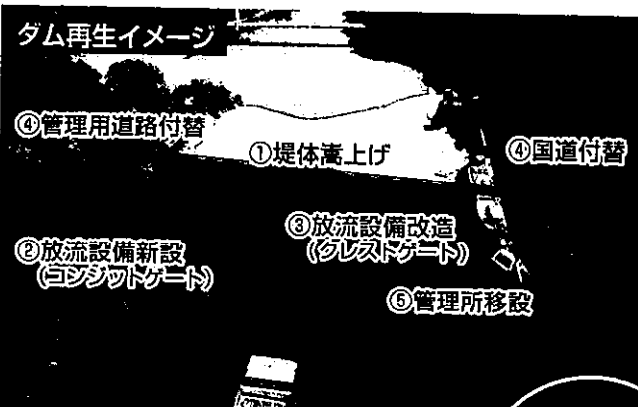 ダム再生イメージ
④管理用道路付替
①堤体嵩上げ
④国道付替
③放流設備改造
(クレストゲート)
②放流設備新設
(コンジットゲート)
⑤管理所移設